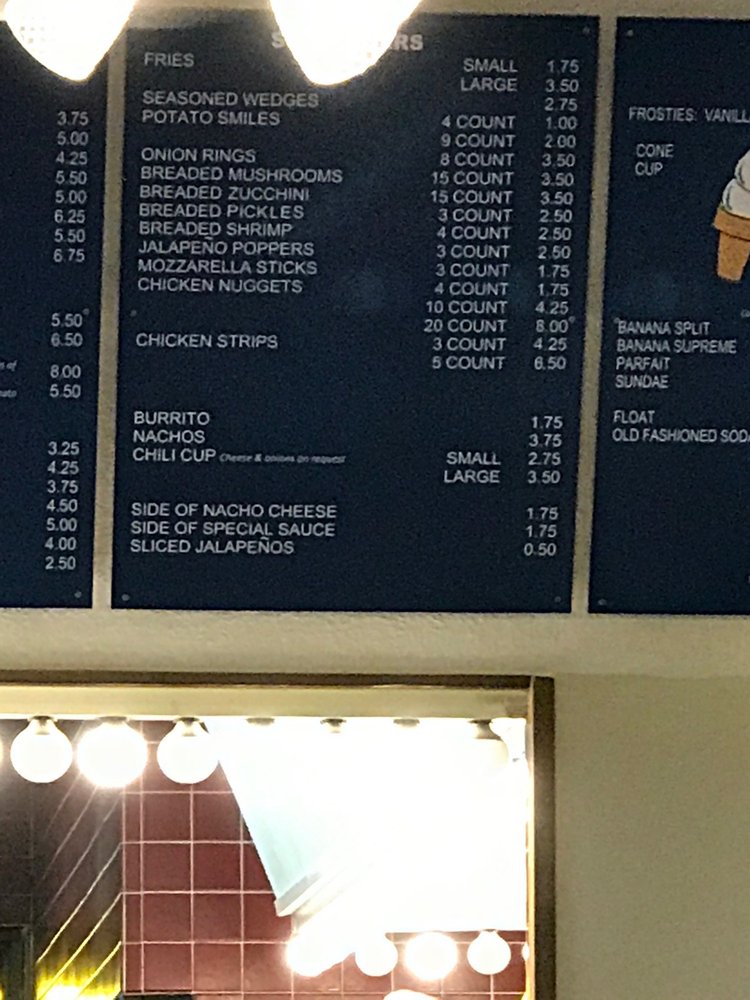 3.75
5.00
4.25
5.50
5.00
6.25
5.50
6.75
5.50
6.50
8.00
5.50
3.25
4.25
3.75
4.50
5.00
4.00
2.50
FRIES SMALL 1.75
LARGE 3.50
SEASONED WEDGES 2.75
POTATO SMILES 4 COUNT 1.00
9 COUNT 2.00
ONION RINGS 8 COUNT 3.50
BREADED MUSHROOMS 15 COUNT 3.50
BREADED ZUCCHINI 15 COUNT 3.50
BREADED PICKLES 3 COUNT 2.50
BREADED SHRIMP 4 COUNT 2.50
JALAPEÑO POPPERS 3 COUNT 2.50
MOZZARELLA STICKS 3 COUNT 1.75
CHICKEN NUGGETS 4 COUNT 1.75
10 COUNT 4.25
20 COUNT 8.00
CHICKEN STRIPS 3 COUNT 4.25
5 COUNT 6.50
BURRITO 1.75
NACHOS 3.75
CHILI CUP Cheese & onions on request SMALL 2.75
LARGE 3.50
SIDE OF NACHO CHEESE 1.75
SIDE OF SPECIAL SAUCE 1.75
SLICED JALAPEÑOS 0.50
FROSTIES: VANILL
CONE
CUP
BANANA SPLIT
BANANA SUPREME
PARFAIT
SUNDAE
FLOAT
OLD FASHIONED SODA